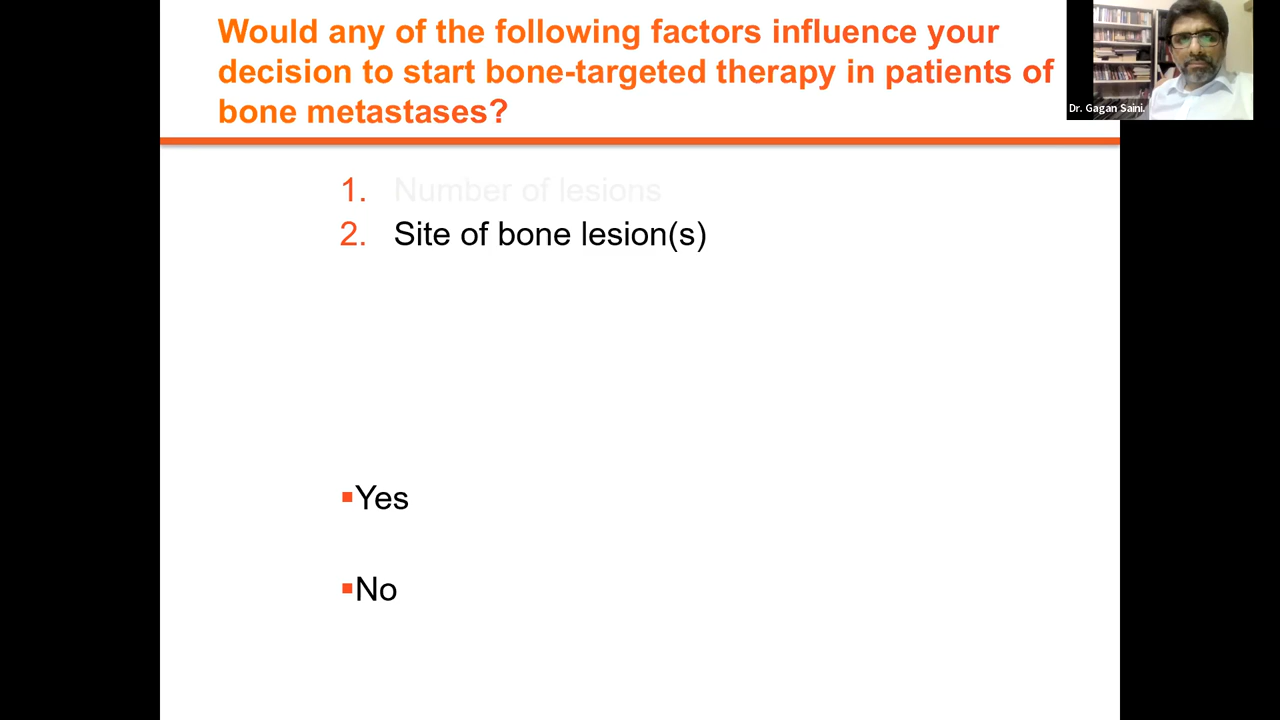 Would any of the following factors influence your
decision to start bone-targeted therapy in patients of
bone metastases?
Dr. Gagan Saini.
1. Number of lesions
2. Site of bone lesion(s)
▪Yes
▪No